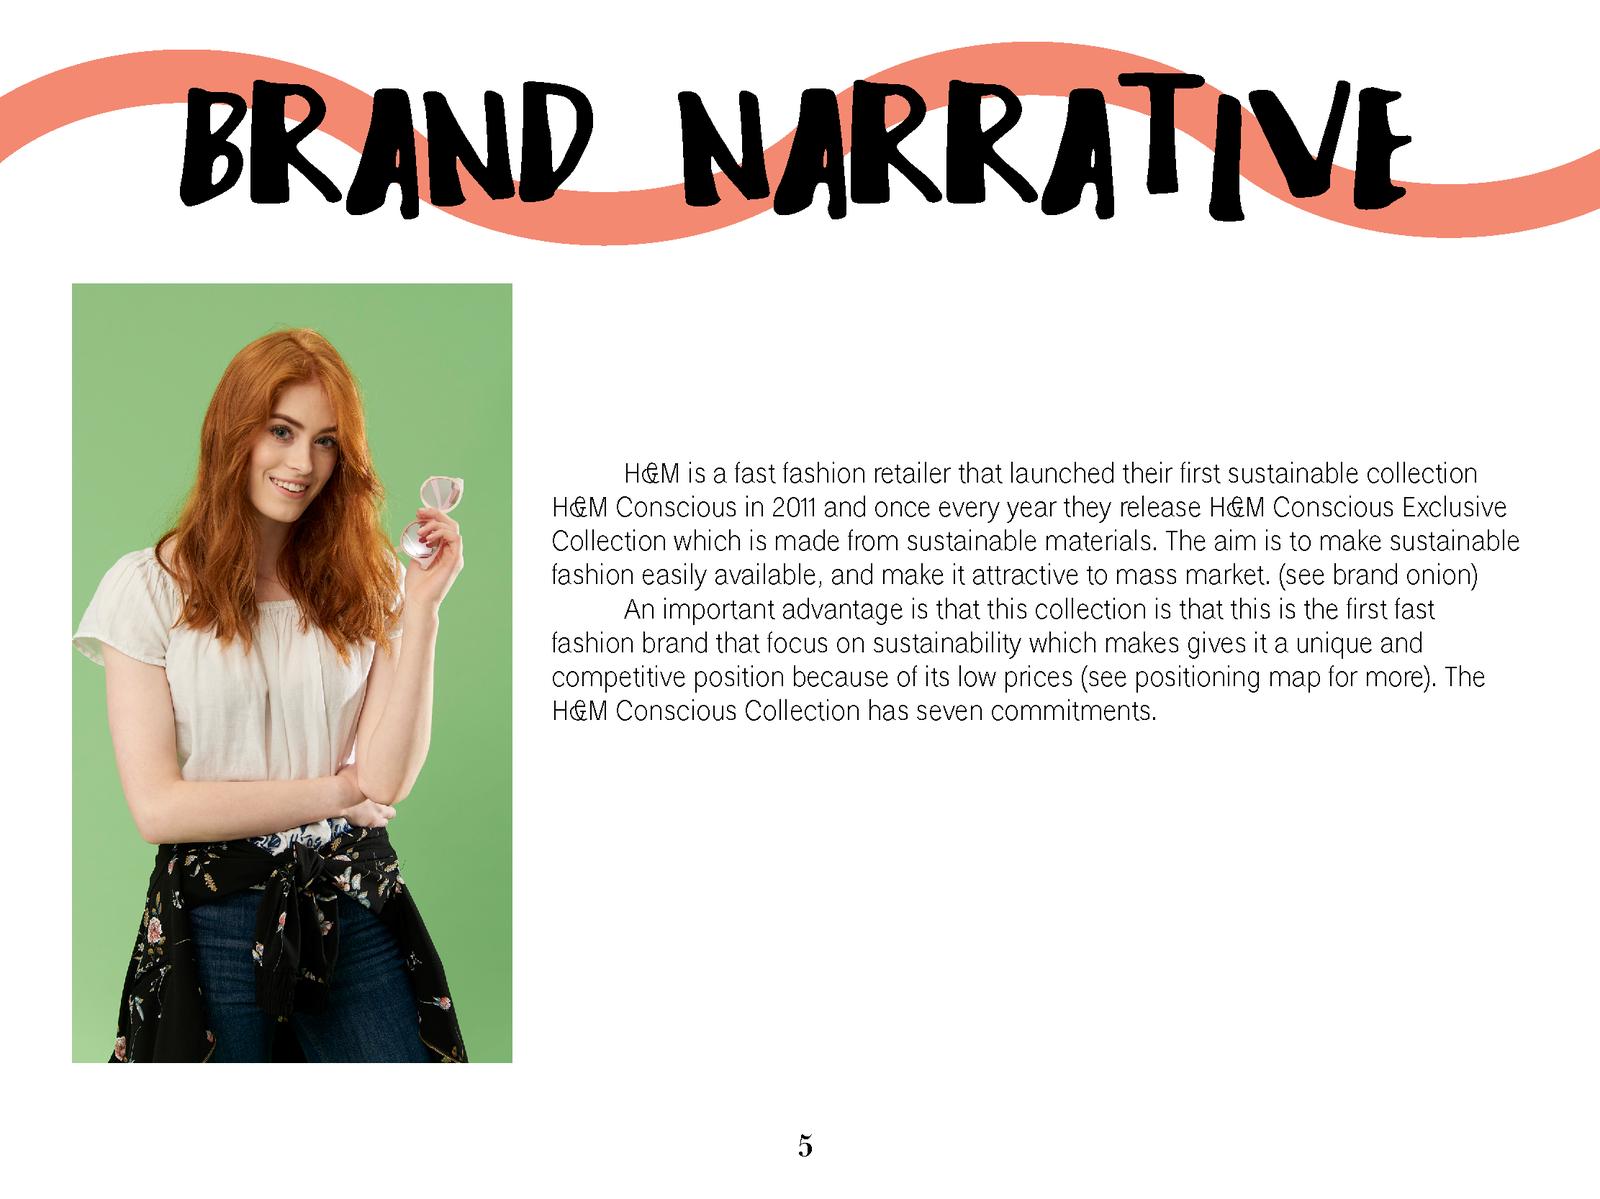 BRAND NARRATIVE
H&M is a fast fashion retailer that launched their first sustainable collection
H&M Conscious in 2011 and once every year they release H&M Conscious Exclusive
Collection which is made from sustainable materials. The aim is to make sustainable
fashion easily available, and make it attractive to mass market. (see brand onion)
An important advantage is that this collection is that this is the first fast
fashion brand that focus on sustainability which makes gives it a unique and
competitive position because of its low prices (see positioning map for more). The
H&M Conscious Collection has seven commitments.
5